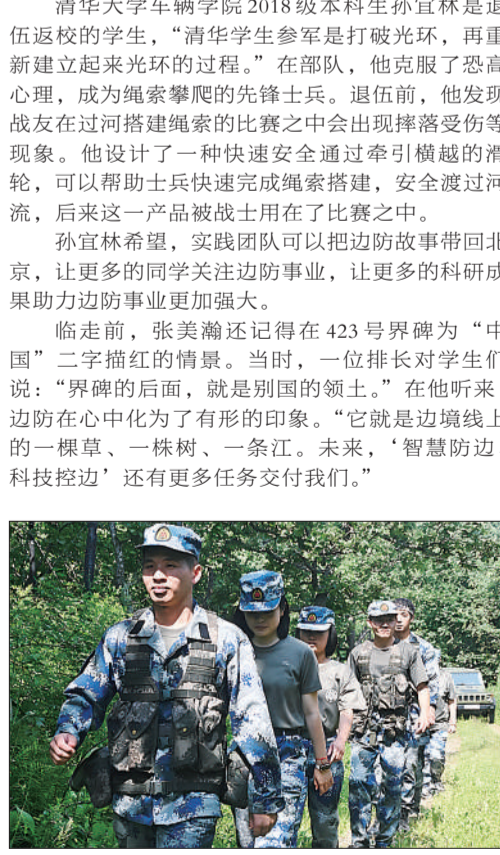 清华大学车辆学院 2018 级本科生孙宜林是退
伍返校的学生，“清华学生参军是打破光环，再重
新建立起来光环的过程。”在部队，他克服了恐高
心理，成为绳索攀爬的先锋士兵。退伍前，他发现
战友在过河搭建绳索的比赛之中会出现摔落受伤等
现象。他设计了一种快速安全通过牵引横越的滑
轮，可以帮助士兵快速完成绳索搭建，安全渡过河
流，后来这一产品被战士用在了比赛之中。
孙宜林希望，实践团队可以把边防故事带回北
京，让更多的同学关注边防事业，让更多的科研成
果助力边防事业更加强大。
临走前，张美瀚还记得在 423 号界碑为“中
国”二字描红的情景。当时，一位排长对学生们
说：“界碑的后面，就是别国的领土。”在他听来，
边防在心中化为了有形的印象。“它就是边境线上
的一棵草、一株树、一条江。未来，‘智慧防边、
科技控边’还有更多任务交付我们。”